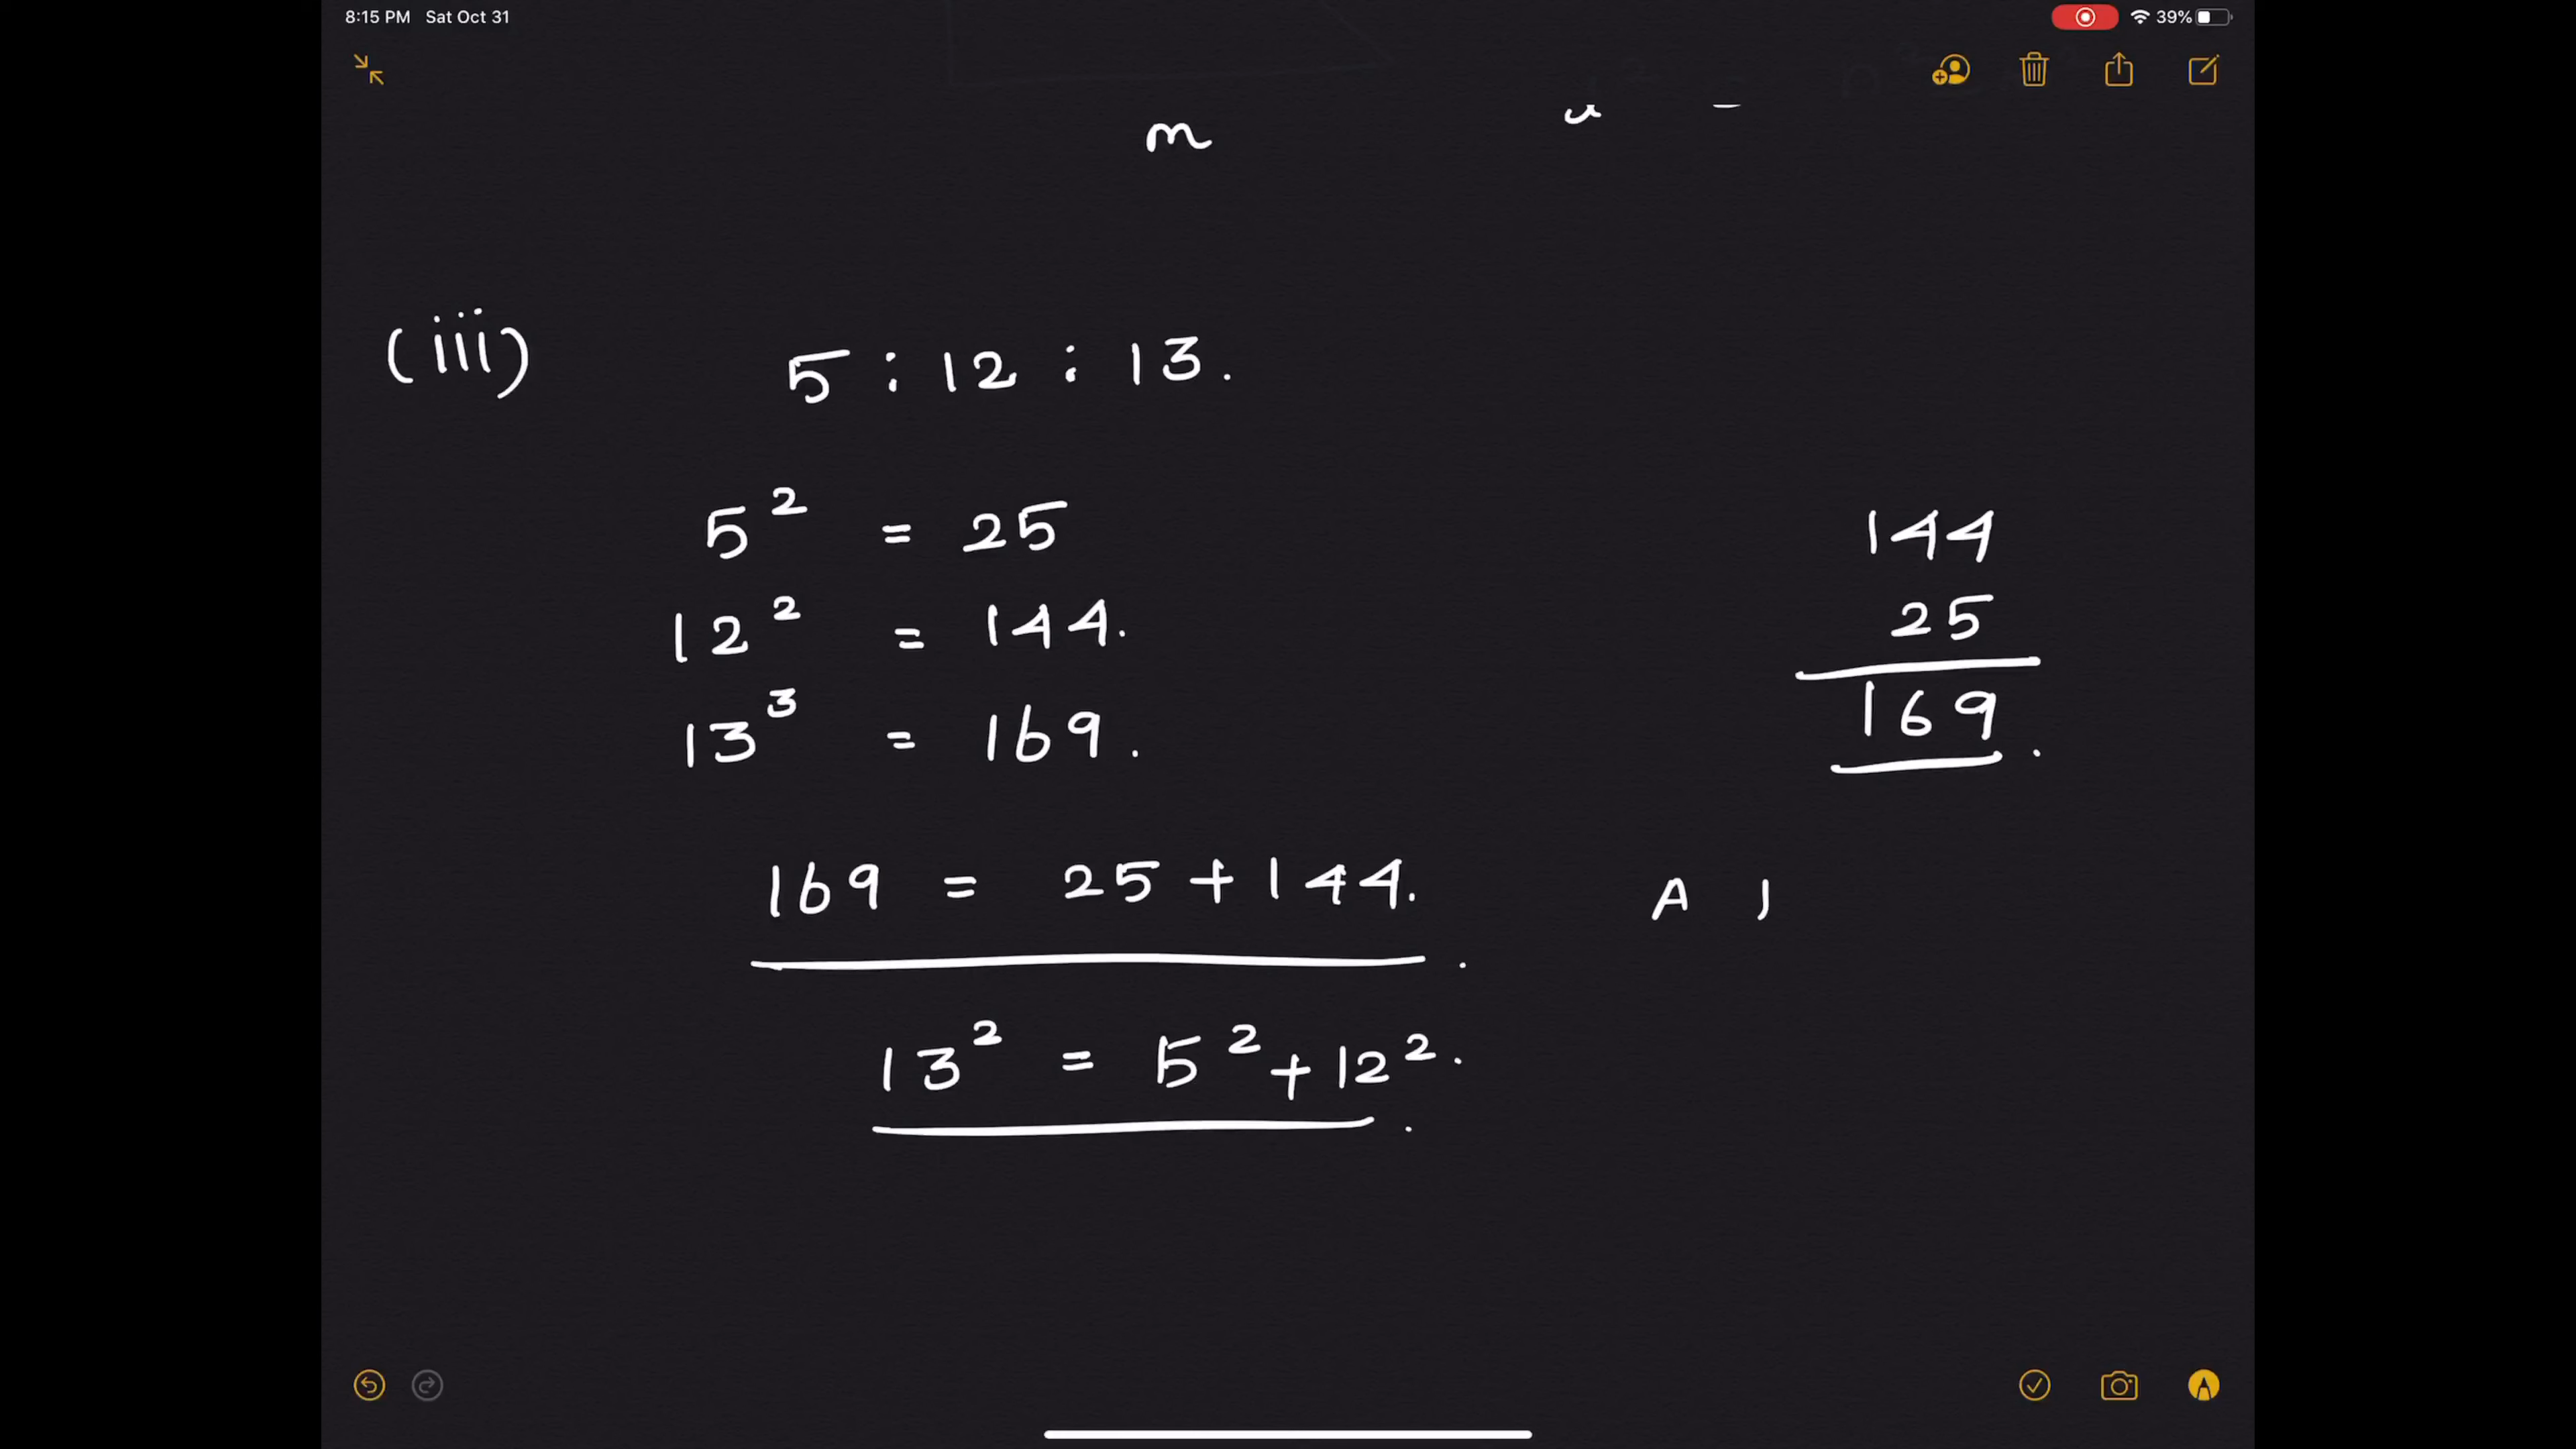 8:15 PM Sat Oct 31
39%
m
(iii) 5 : 12 : 13.
5² = 25
12² = 144.
13³ = 169.
144
25
169.
169 = 25 + 144.
A
13² = 5² + 12².